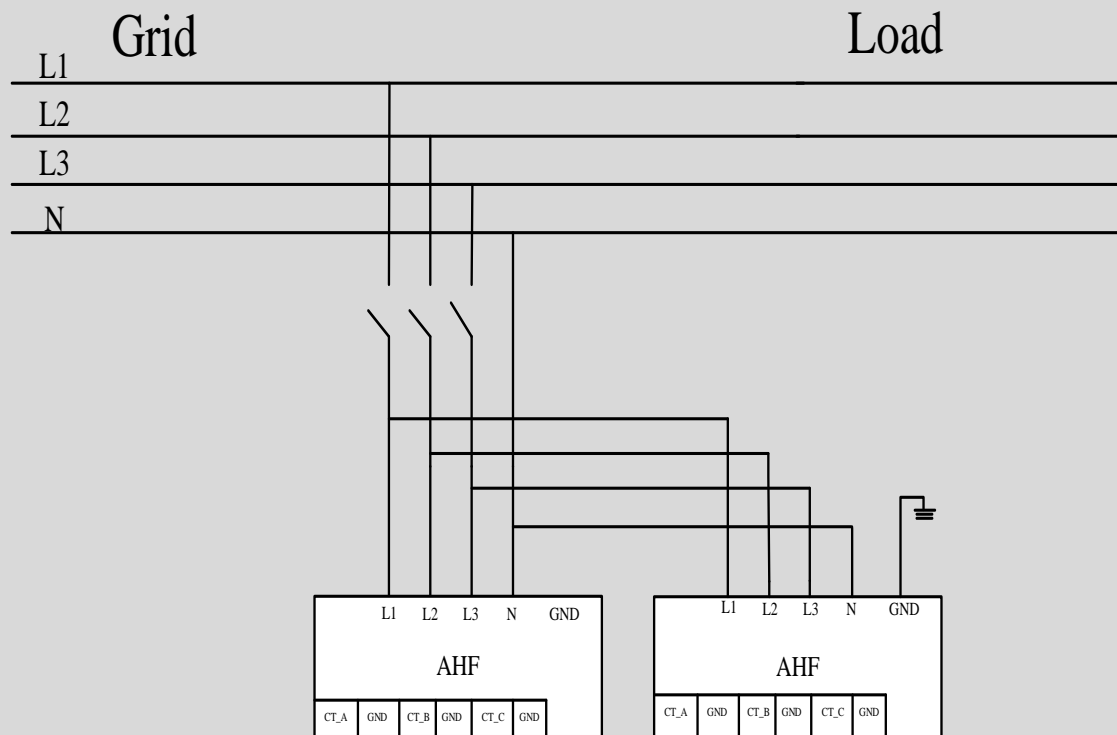 Grid Load
L1
L2
L3
N
L1 L2 L3 N GND
AHF
CT_A GND CT_B GND CT_C GND
L1 L2 L3 N GND
AHF
CT_A GND CT_B GND CT_C GND